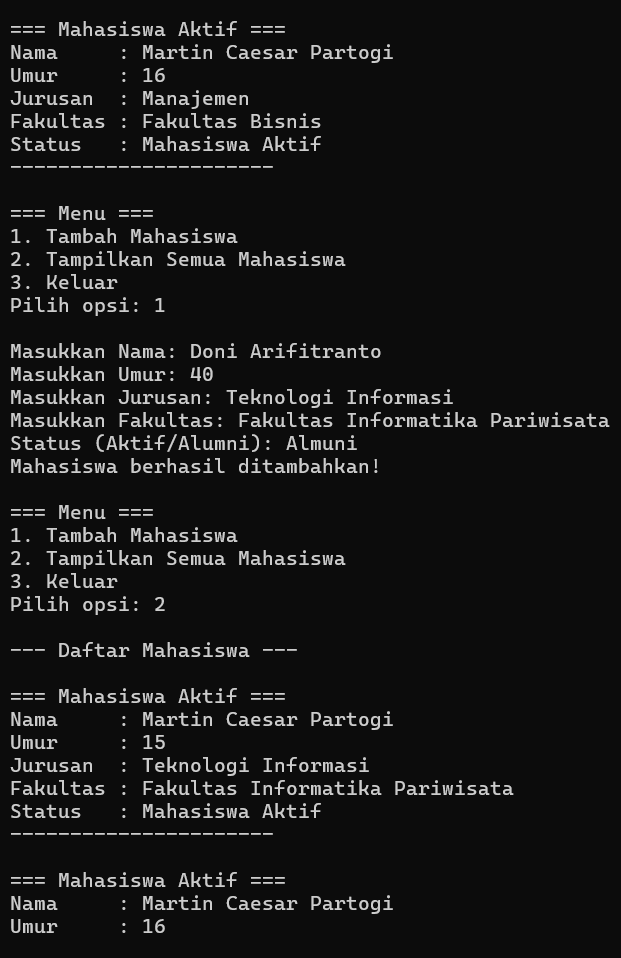 === Mahasiswa Aktif ===
Nama     : Martin Caesar Partogi
Umur     : 16
Jurusan  : Manajemen
Fakultas : Fakultas Bisnis
Status   : Mahasiswa Aktif
----------------------
=== Menu ===
1. Tambah Mahasiswa
2. Tampilkan Semua Mahasiswa
3. Keluar
Pilih opsi: 1
Masukkan Nama: Doni Arifitranto
Masukkan Umur: 40
Masukkan Jurusan: Teknologi Informasi
Masukkan Fakultas: Fakultas Informatika Pariwisata
Status (Aktif/Alumni): Almuni
Mahasiswa berhasil ditambahkan!
=== Menu ===
1. Tambah Mahasiswa
2. Tampilkan Semua Mahasiswa
3. Keluar
Pilih opsi: 2
--- Daftar Mahasiswa ---
=== Mahasiswa Aktif ===
Nama     : Martin Caesar Partogi
Umur     : 15
Jurusan  : Teknologi Informasi
Fakultas : Fakultas Informatika Pariwisata
Status   : Mahasiswa Aktif
----------------------
=== Mahasiswa Aktif ===
Nama     : Martin Caesar Partogi
Umur     : 16